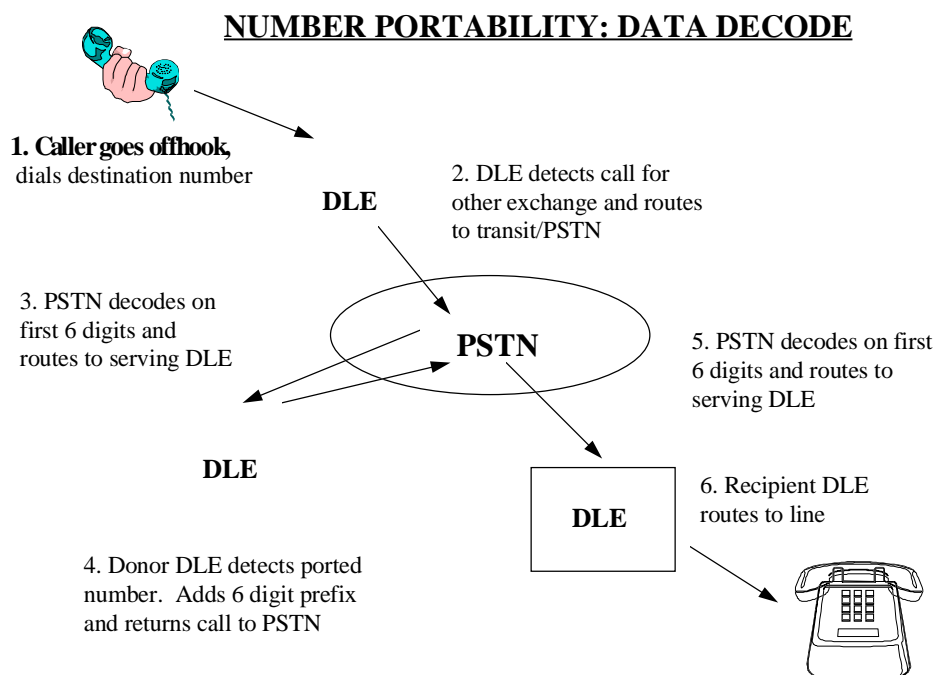 NUMBER PORTABILITY: DATA DECODE
1. Caller goes offhook,
dials destination number
DLE
2. DLE detects call for
other exchange and routes
to transit/PSTN
3. PSTN decodes on
first 6 digits and
routes to serving DLE
PSTN
5. PSTN decodes on first
6 digits and routes to
serving DLE
DLE
DLE
6. Recipient DLE
routes to line
4. Donor DLE detects ported
number. Adds 6 digit prefix
and returns call to PSTN